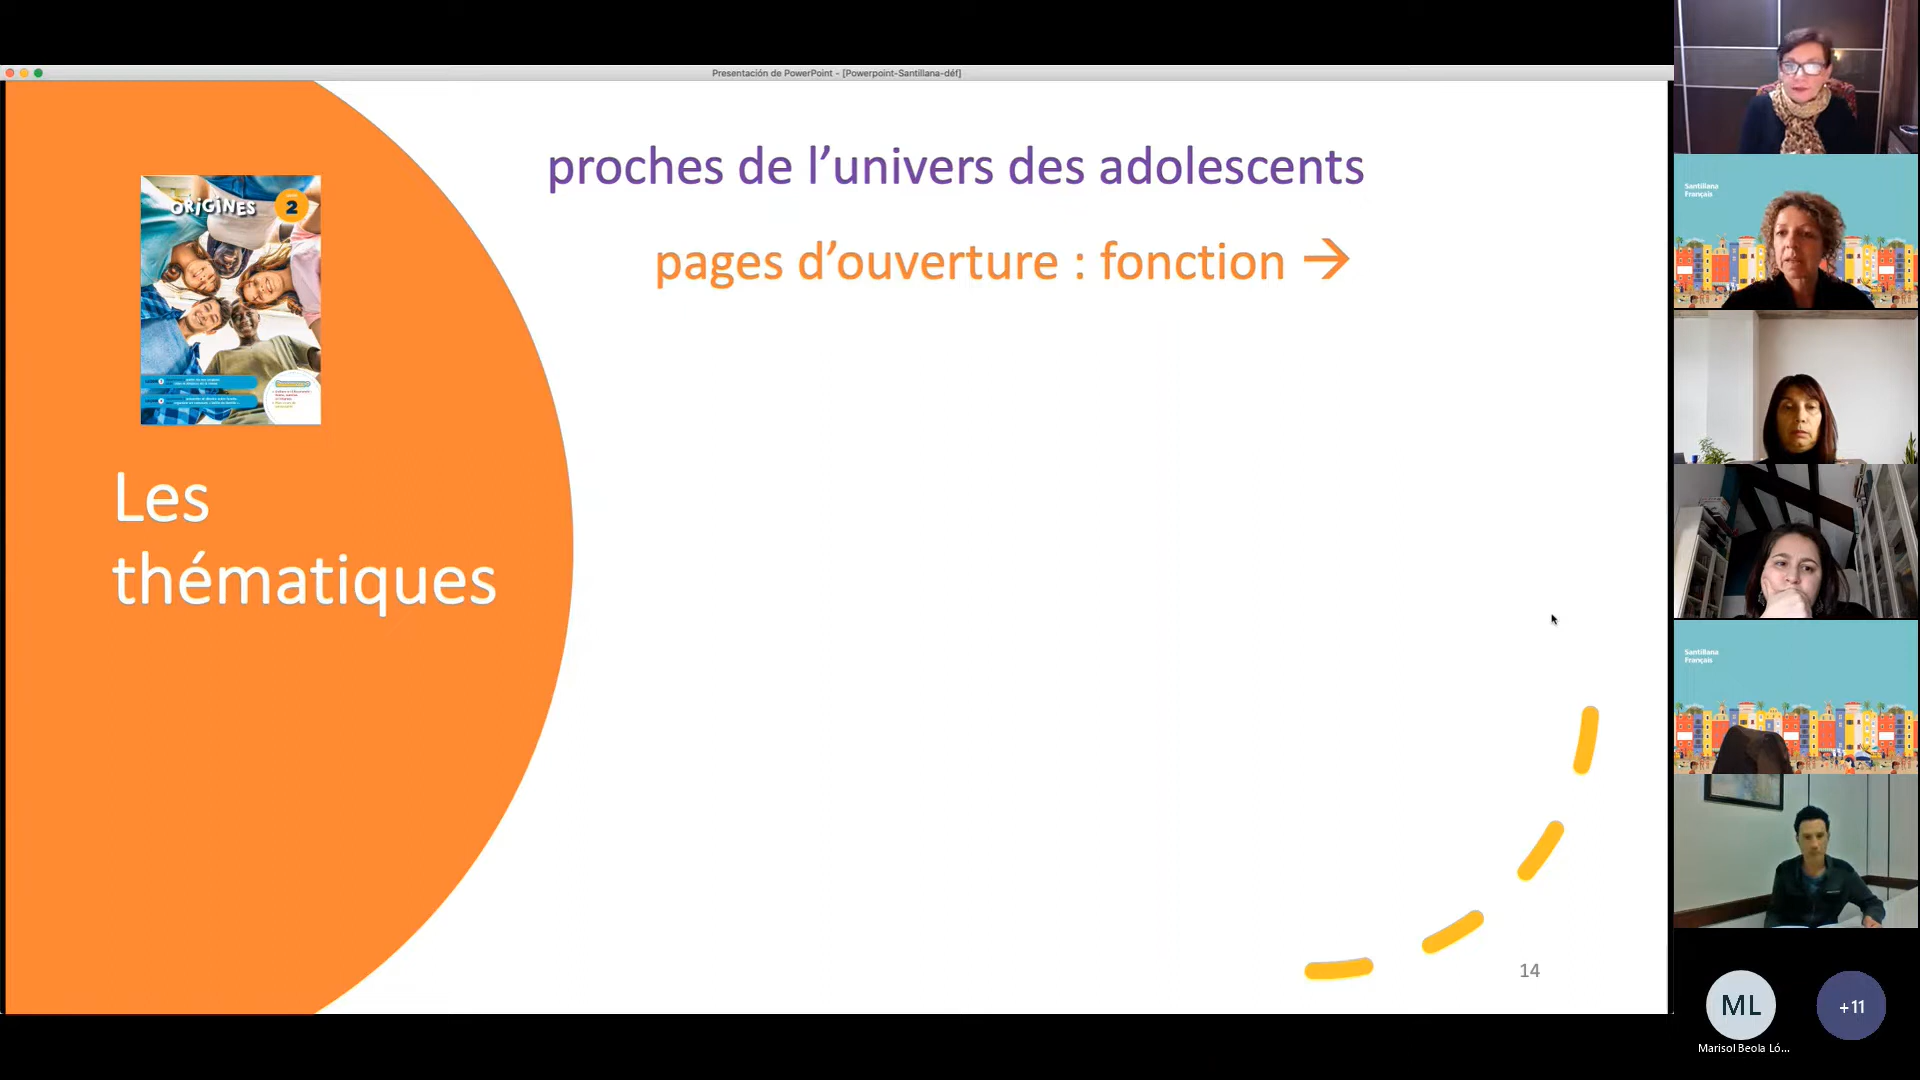 Presentación de PowerPoint - [Powerpoint-Santillana-déf]
proches de l’univers des adolescents
pages d’ouverture : fonction →
ORiGiNES
2
Les
thématiques
14
Santillana
Français
Santillana
Français
ML
+11
Marisol Beola Ló...